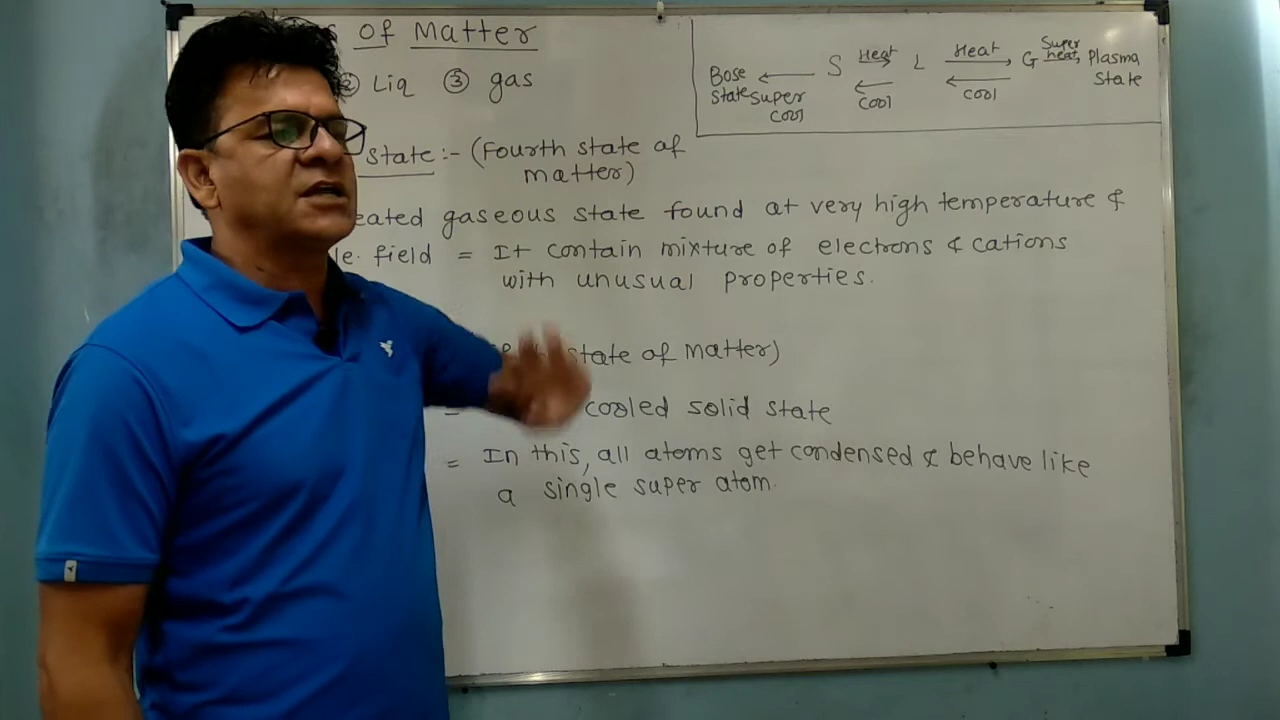 of Matter
② Liq ③ gas
state:- (Fourth state of
matter)
eated gaseous state found at very high temperature &
le. field = It contain mixture of electrons & cations
with unusual properties.
state of matter)
= cooled solid state
= In this, all atoms get condensed & behave like
a single super atom.
Bose ← S Heat → L Heat → G Super heat → Plasma
state super cool ← cool ← cool State